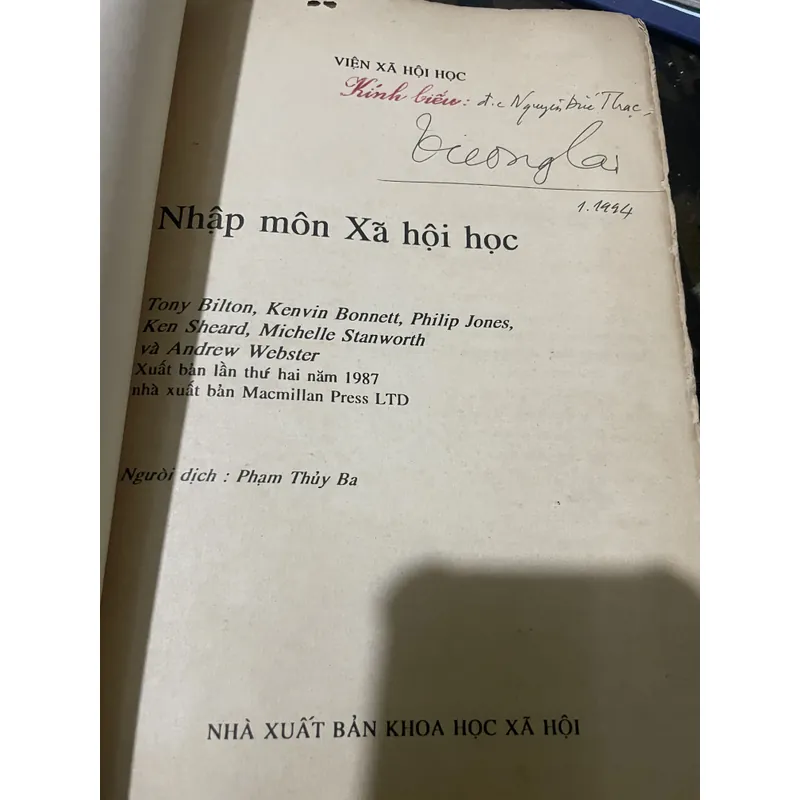 VIỆN XÃ HỘI HỌC
Kính biếu: đ.c Nguyễn Đức Thạc
1.1994
Nhập môn Xã hội học
Tony Bilton, Kenvin Bonnett, Philip Jones,
Ken Sheard, Michelle Stanworth
và Andrew Webster
Xuất bản lần thứ hai năm 1987
nhà xuất bản Macmillan Press LTD
Người dịch : Phạm Thủy Ba
NHÀ XUẤT BẢN KHOA HỌC XÃ HỘI